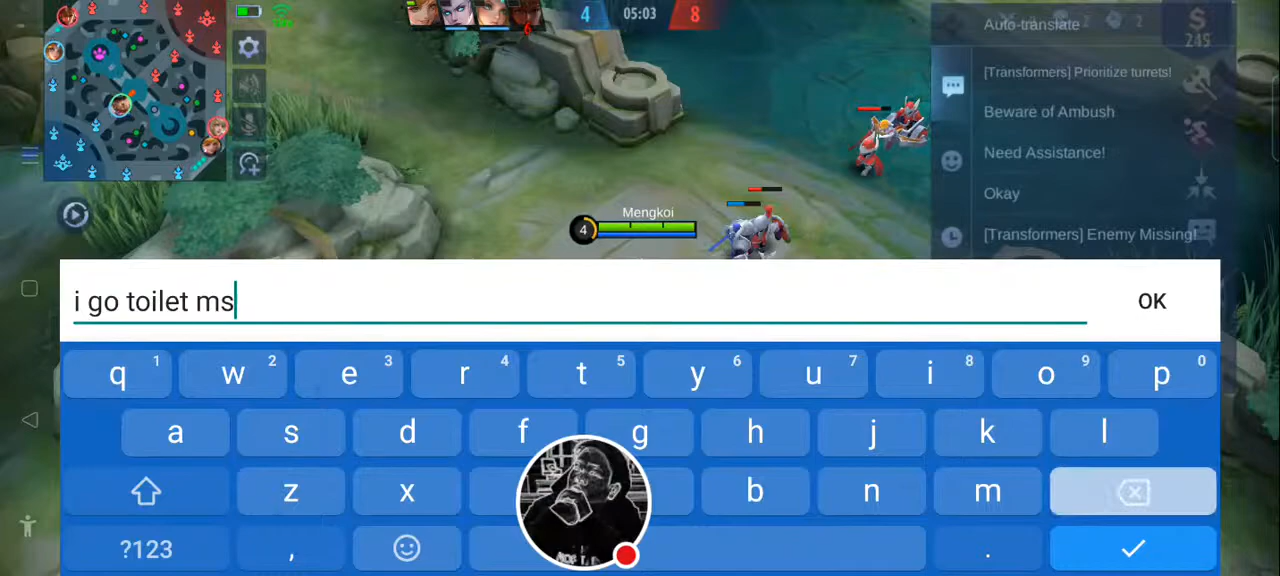 4 05:03 8
Auto-translate
249
[Transformers] Prioritize turrets!
Beware of Ambush
Need Assistance!
Okay
[Transformers] Enemy Missing!
Mengkoi
4
i go toilet ms
OK
q 1 w 2 e 3 r 4 t 5 y 6 u 7 i 8 o 9 p 0
a s d f g h j k l
z x b n m
?123 , .